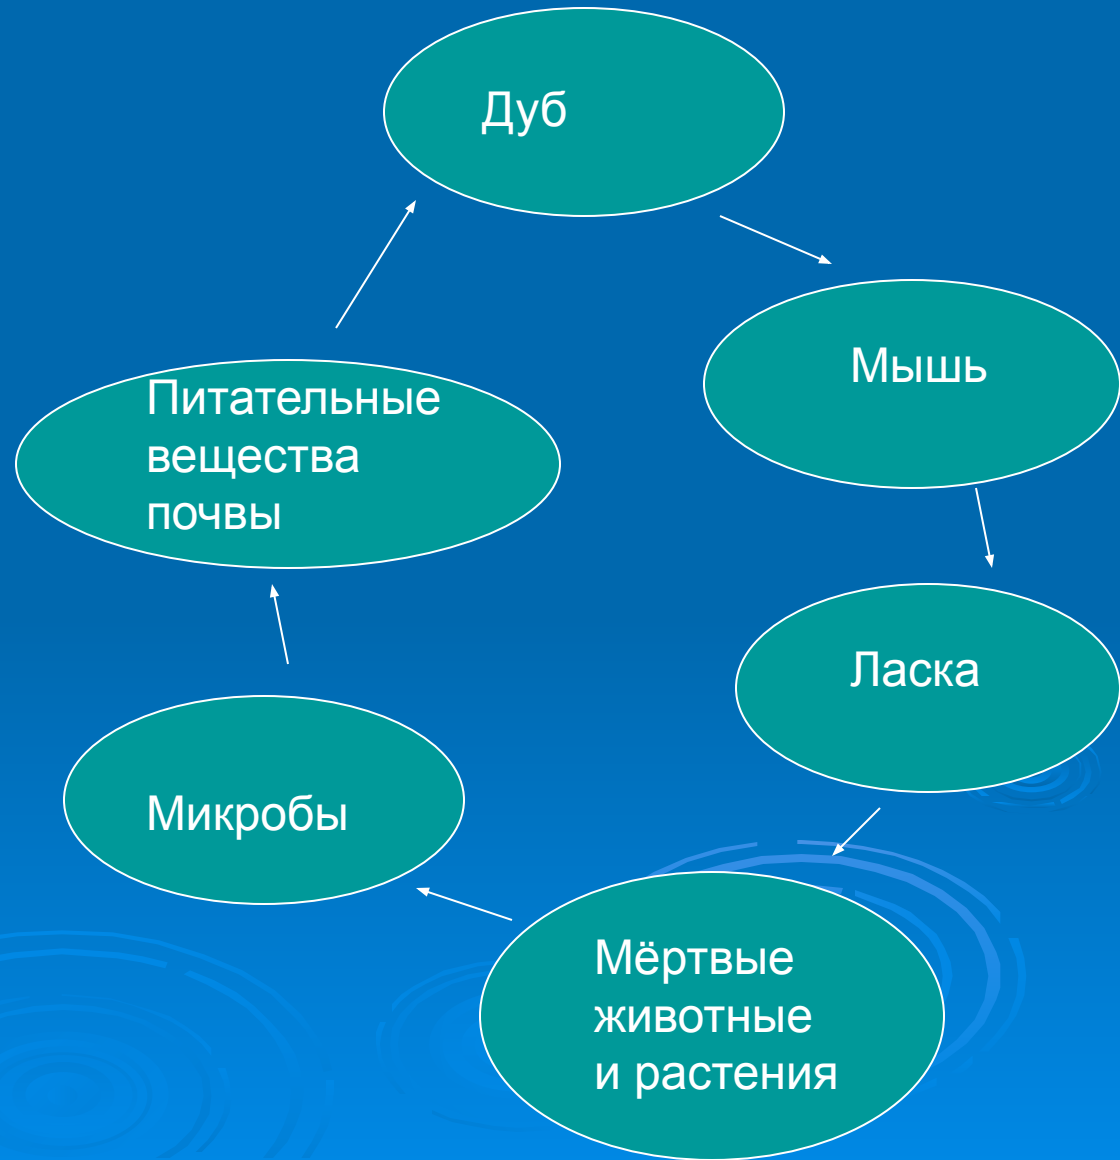 Дуб
Мышь
Ласка
Мёртвые
животные
и растения
Микробы
Питательные
вещества
почвы